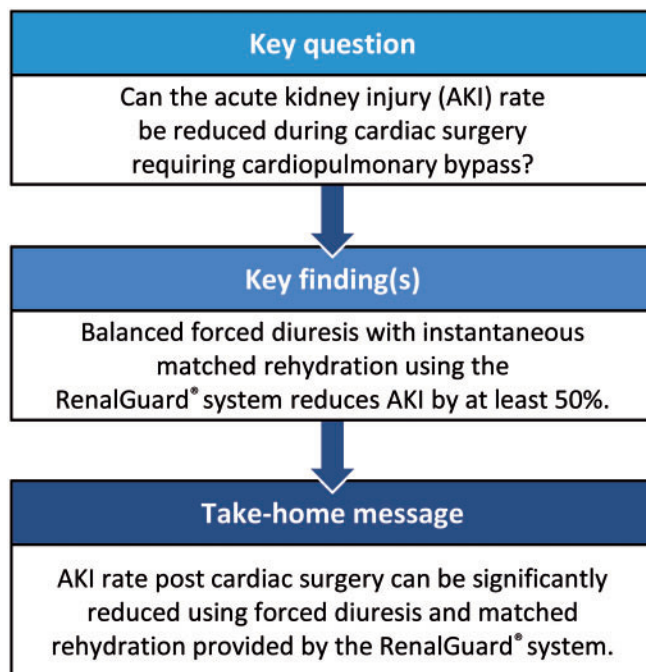 Key question
Can the acute kidney injury (AKI) rate
be reduced during cardiac surgery
requiring cardiopulmonary bypass?
Key finding(s)
Balanced forced diuresis with instantaneous
matched rehydration using the
RenalGuard® system reduces AKI by at least 50%.
Take-home message
AKI rate post cardiac surgery can be significantly
reduced using forced diuresis and matched
rehydration provided by the RenalGuard® system.